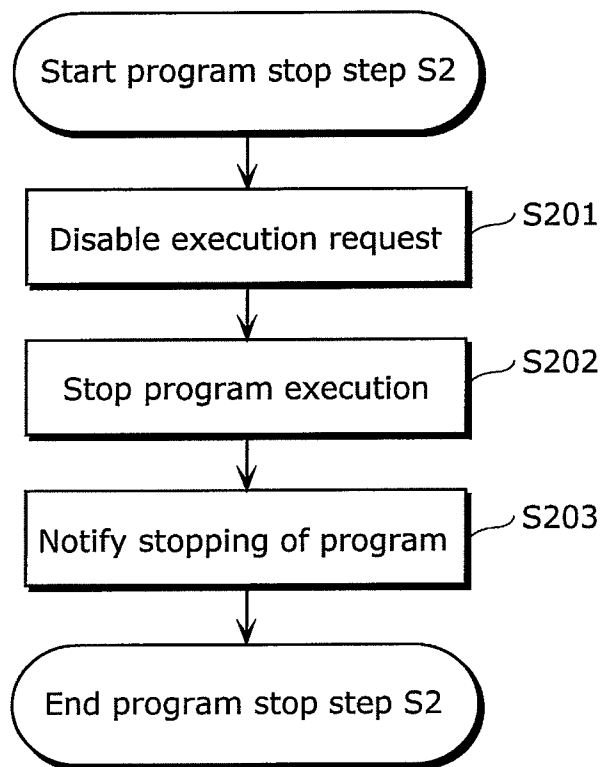 Start program stop step S2
Disable execution request
S201
Stop program execution
S202
Notify stopping of program
S203
End program stop step S2